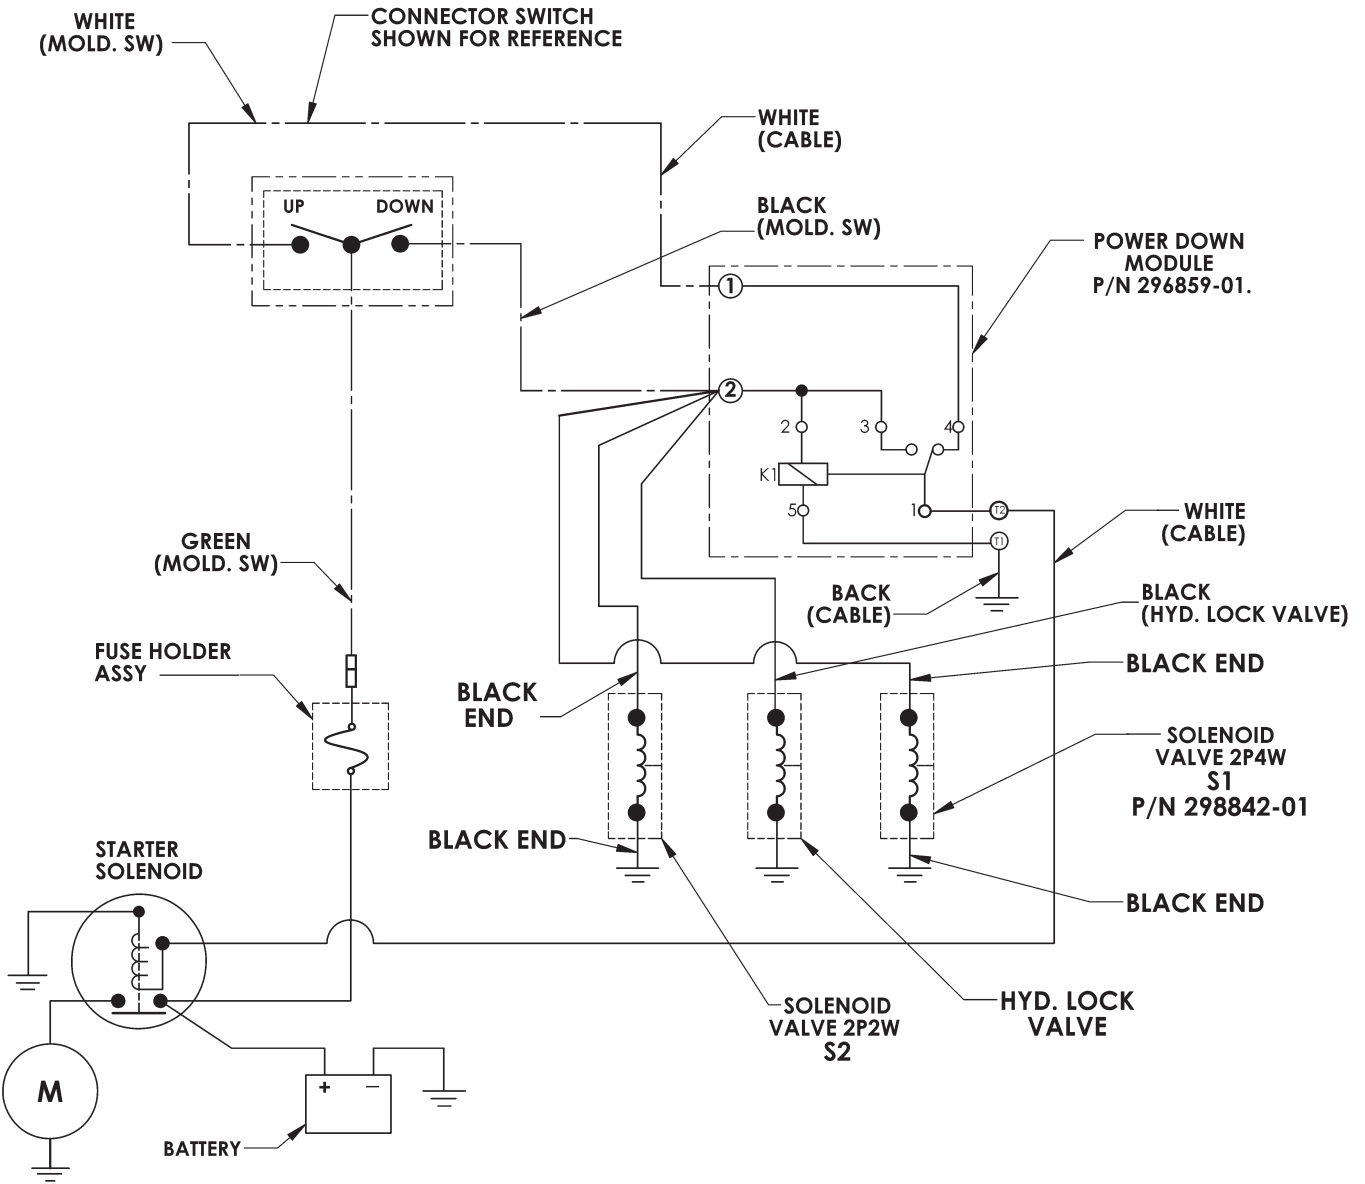 WHITE
(MOLD. SW)
CONNECTOR SWITCH
SHOWN FOR REFERENCE
WHITE
(CABLE)
UP
DOWN
BLACK
(MOLD. SW)
POWER DOWN
MODULE
P/N 296859-01.
1
2
2
3
4
K1
5
1
T2
T1
WHITE
(CABLE)
GREEN
(MOLD. SW)
BACK
(CABLE)
BLACK
(HYD. LOCK VALVE)
FUSE HOLDER
ASSY
BLACK END
BLACK
END
SOLENOID
VALVE 2P4W
S1
P/N 298842-01
BLACK END
STARTER
SOLENOID
BLACK END
SOLENOID
VALVE 2P2W
S2
HYD. LOCK
VALVE
M
+ −
BATTERY